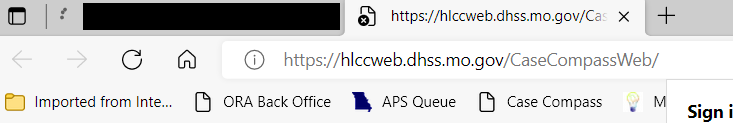 https://hlccweb.dhss.mo.gov/Cas
https://hlccweb.dhss.mo.gov/CaseCompassWeb/
Imported from Inte... ORA Back Office APS Queue Case Compass M
Sign i